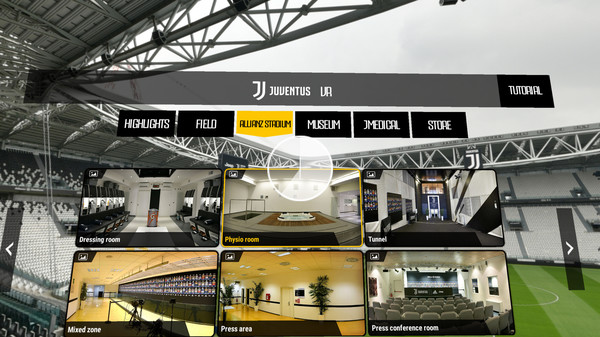 JUVENTUS VR
TUTORIAL
HIGHLIGHTS
FIELD
ALLIANZ STADIUM
MUSEUM
JMEDICAL
STORE
Dressing room
Physio room
Tunnel
Mixed zone
Press area
Press conference room